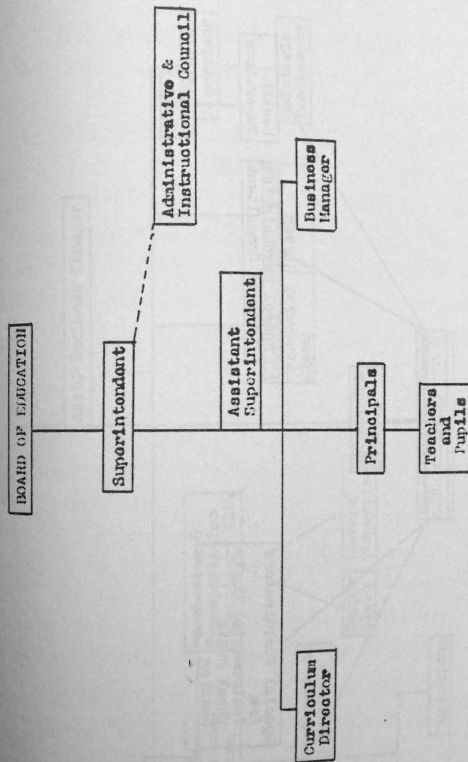 BOARD OF EDUCATION
Superintendent
Administrative &
Instructional Council
Assistant
Superintendent
Curriculum
Director
Business
Manager
Principals
Teachers
and
Pupils